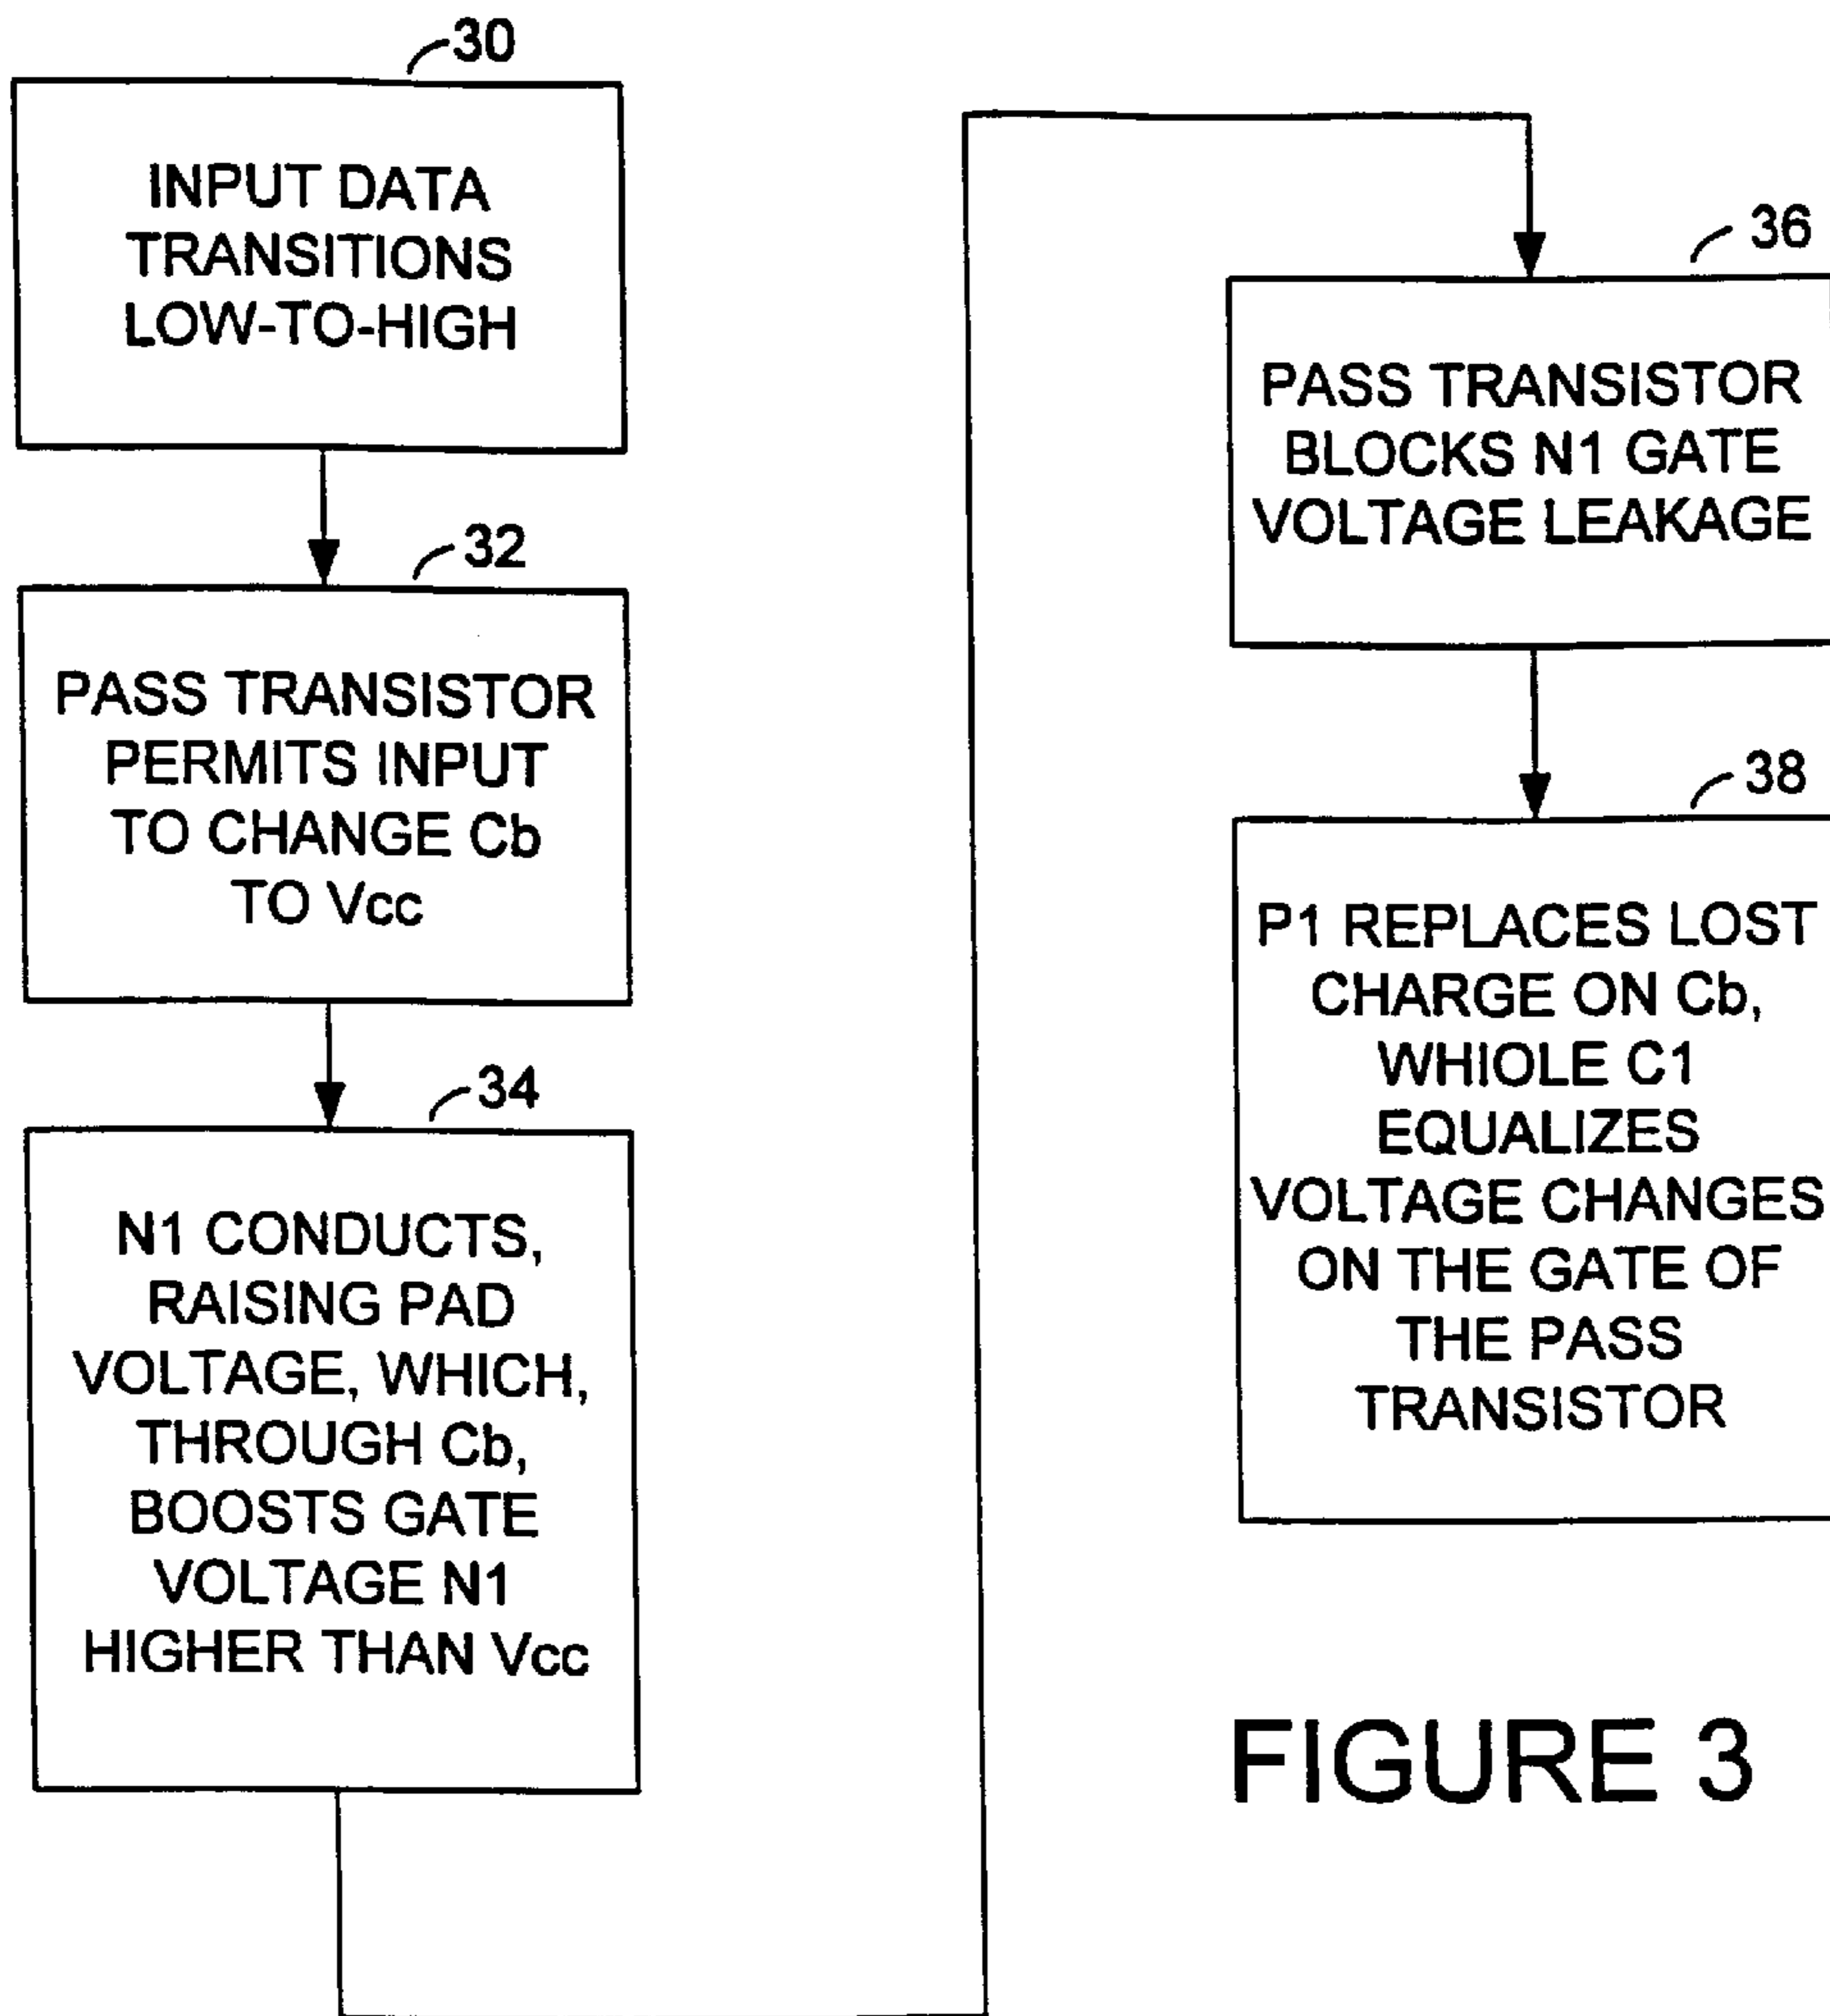 30
INPUT DATA
TRANSITIONS
LOW-TO-HIGH
32
PASS TRANSISTOR
PERMITS INPUT
TO CHANGE Cb
TO Vcc
34
N1 CONDUCTS,
RAISING PAD
VOLTAGE, WHICH,
THROUGH Cb,
BOOSTS GATE
VOLTAGE N1
HIGHER THAN Vcc
36
PASS TRANSISTOR
BLOCKS N1 GATE
VOLTAGE LEAKAGE
38
P1 REPLACES LOST
CHARGE ON Cb,
WHIOLE C1
EQUALIZES
VOLTAGE CHANGES
ON THE GATE OF
THE PASS
TRANSISTOR
FIGURE 3